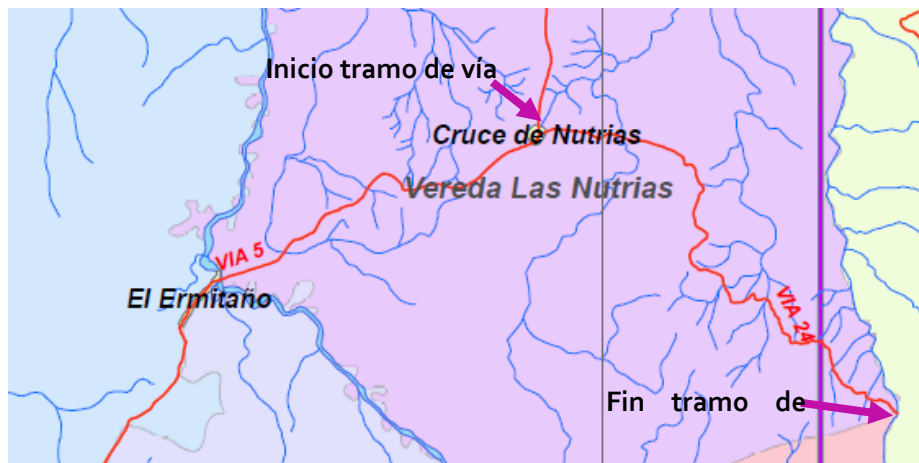 Inicio tramo de vía
Cruce de Nutrias
Vereda Las Nutrias
VIA 5
El Ermitaño
VIA 24
Fin tramo de